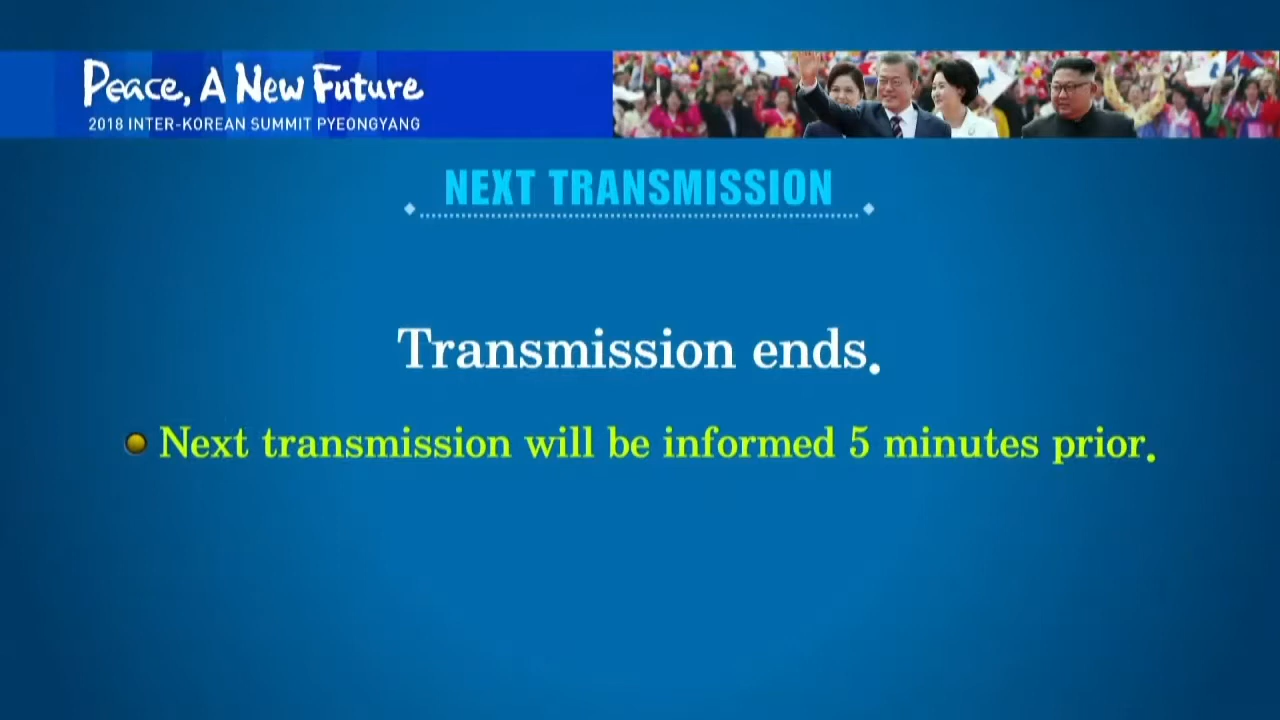 Peace, A New Future
2018 INTER-KOREAN SUMMIT PYEONGYANG
NEXT TRANSMISSION
Transmission ends.
Next transmission will be informed 5 minutes prior.